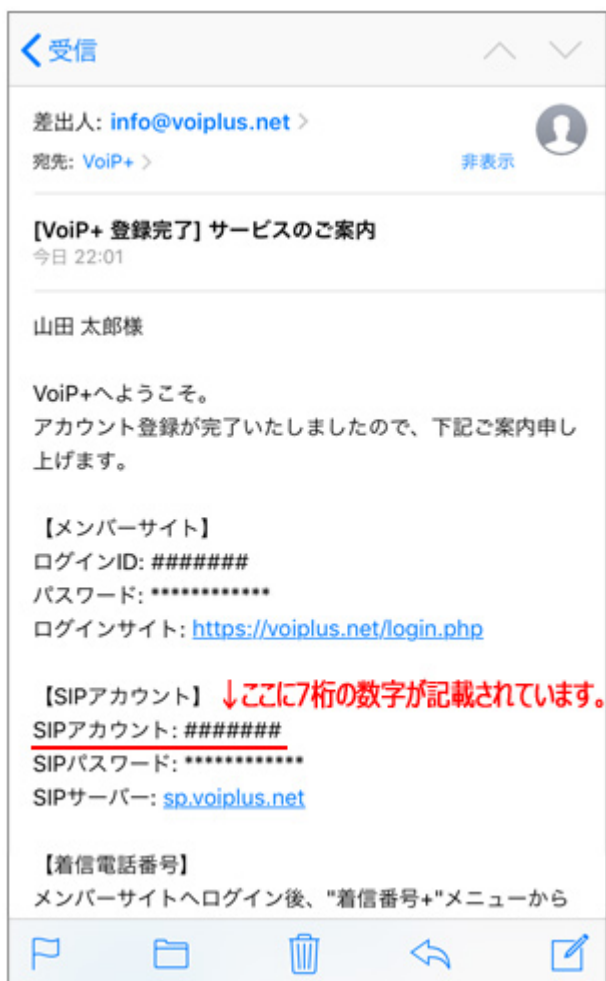 受信
差出人: info@voiplus.net
宛先: VoiP+
非表示
[VoiP+ 登録完了] サービスのご案内
今日 22:01
山田 太郎様
VoiP+へようこそ。
アカウント登録が完了いたしましたので、下記ご案内申し
上げます。
【メンバーサイト】
ログインID: #######
パスワード: ************
ログインサイト: https://voiplus.net/login.php
【SIPアカウント】 ↓ここに7桁の数字が記載されています。
SIPアカウント: #######
SIPパスワード: ************
SIPサーバー: sp.voiplus.net
【着信電話番号】
メンバーサイトへログイン後、"着信番号+"メニューから